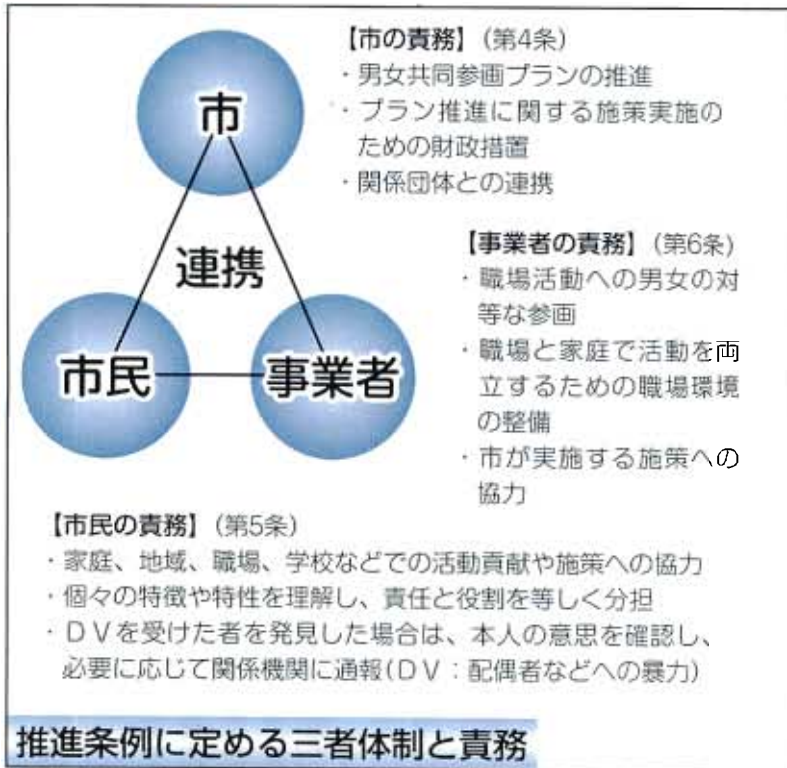 市
連携
市民
事業者
【市の責務】(第4条)
・男女共同参画プランの推進
・プラン推進に関する施策実施の
ための財政措置
・関係団体との連携
【事業者の責務】(第6条)
・職場活動への男女の対
等な参画
・職場と家庭で活動を両
立するための職場環境
の整備
・市が実施する施策への
協力
【市民の責務】(第5条)
・家庭、地域、職場、学校などでの活動貢献や施策への協力
・個々の特徴や特性を理解し、責任と役割を等しく分担
・DVを受けた者を発見した場合は、本人の意思を確認し、
必要に応じて関係機関に通報(DV:配偶者などへの暴力)
推進条例に定める三者体制と責務